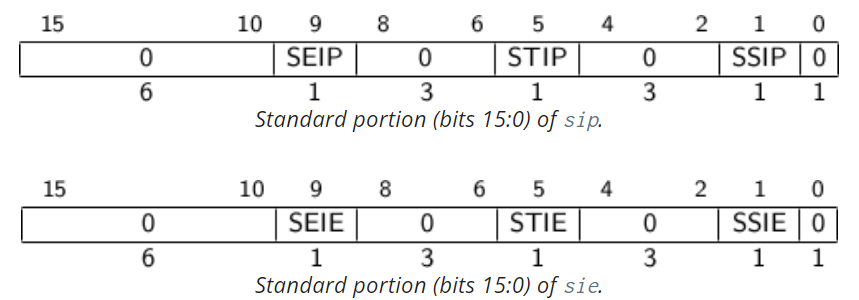 15 10 9 8 6 5 4 2 1 0
0 SEIP 0 STIP 0 SSIP 0
6 1 3 1 3 1 1
Standard portion (bits 15:0) of sip.
15 10 9 8 6 5 4 2 1 0
0 SEIE 0 STIE 0 SSIE 0
6 1 3 1 3 1 1
Standard portion (bits 15:0) of sie.